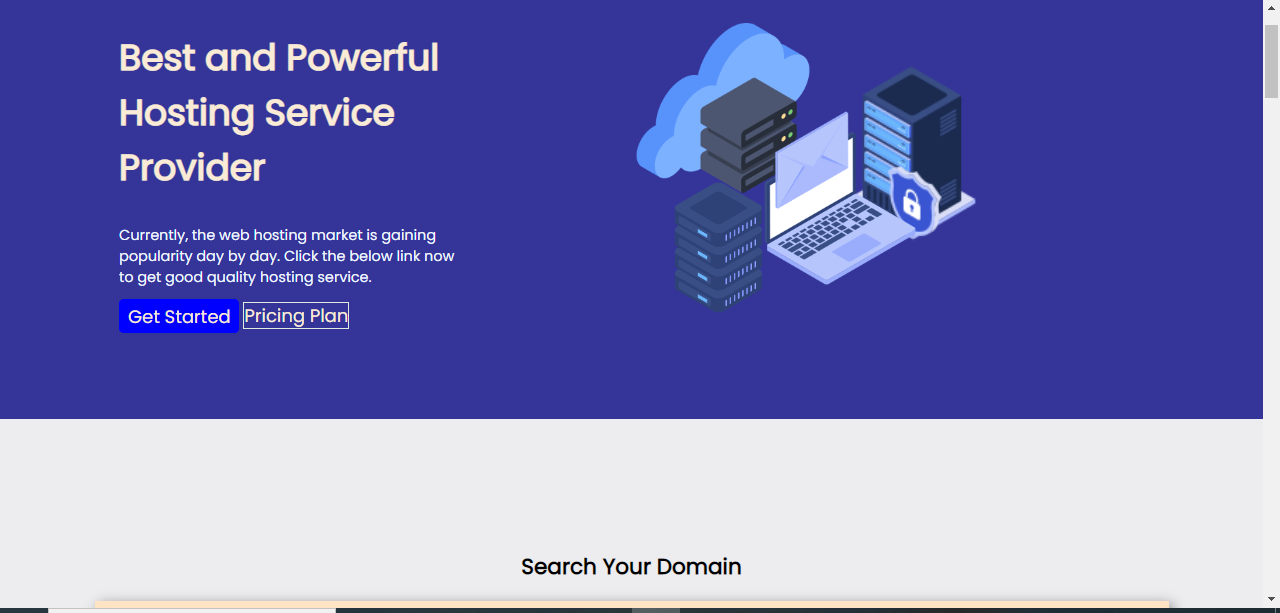 Best and Powerful
Hosting Service
Provider
Currently, the web hosting market is gaining
popularity day by day. Click the below link now
to get good quality hosting service.
Get Started Pricing Plan
Search Your Domain